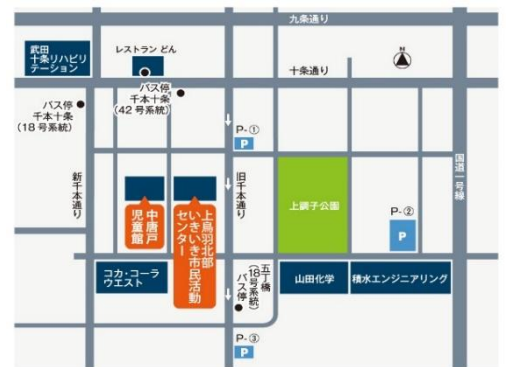 九条通り
武田
十条リハビリ
テーション
レストラン どん
十条通り
N
バス停
千本十条
(18号系統)
バス停
千本十条
(42号系統)
P-①
P
新千本通り
旧千本通り
国道一号線
中唐戸
児童館
上鳥羽北部
いきいき市民活動
センター
上調子公園
P-②
P
コカ・コーラ
ウエスト
五丁橋
(18号系統)
バス停
山田化学
積水エンジニアリング
P-③
P